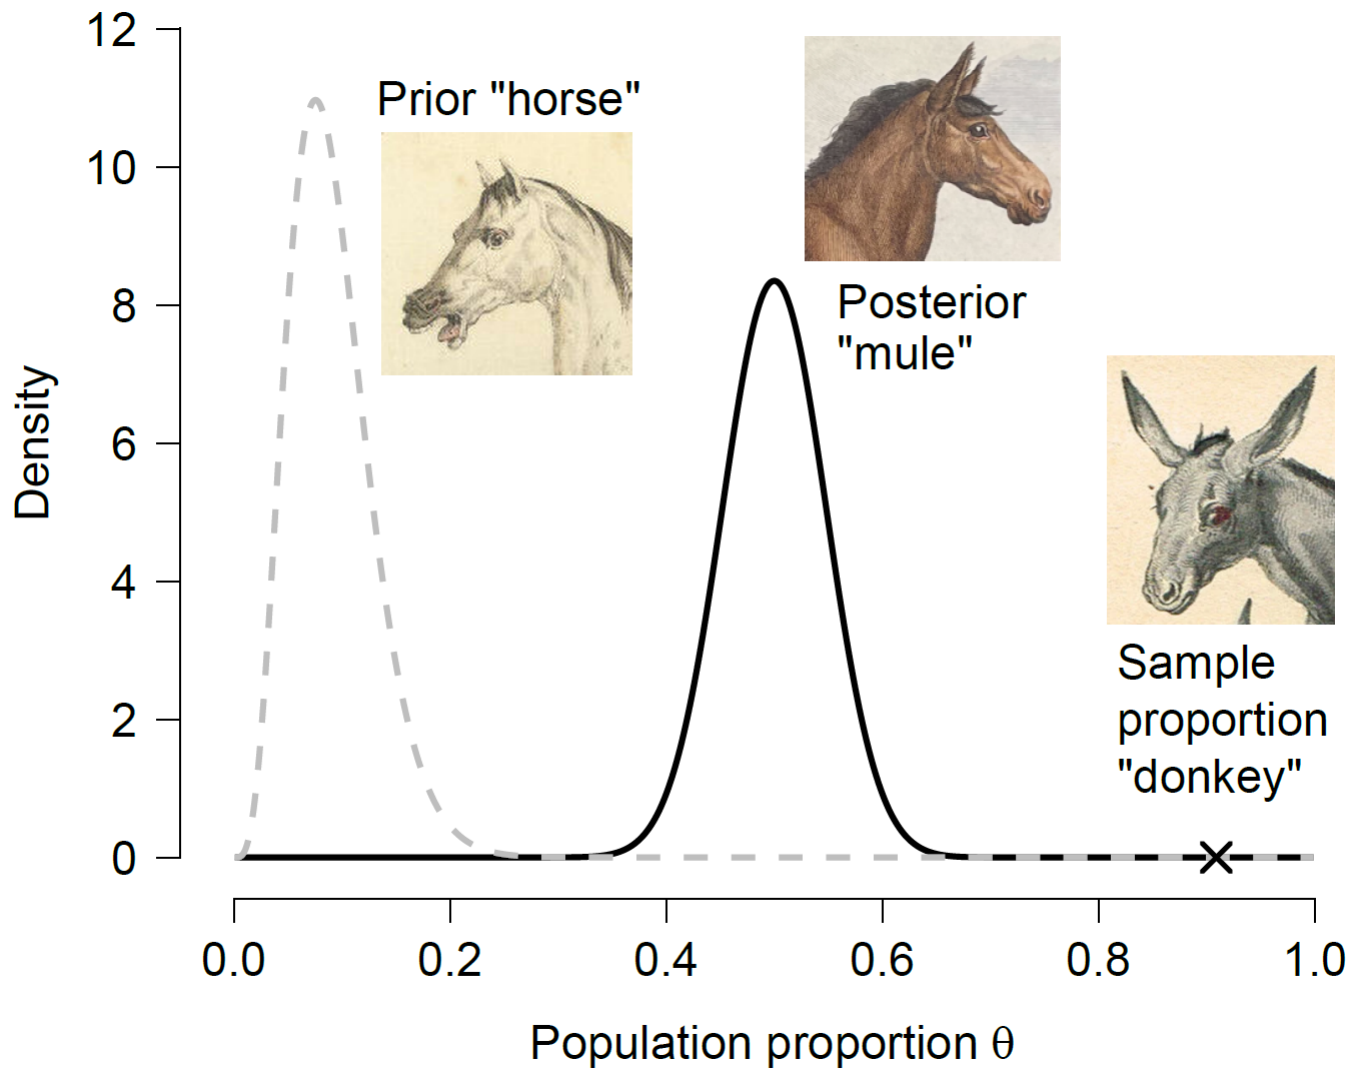 12
10
8
6
4
2
0
Density
Prior "horse"
Posterior
"mule"
Sample
proportion
"donkey"
0.0 0.2 0.4 0.6 0.8 1.0
Population proportion θ